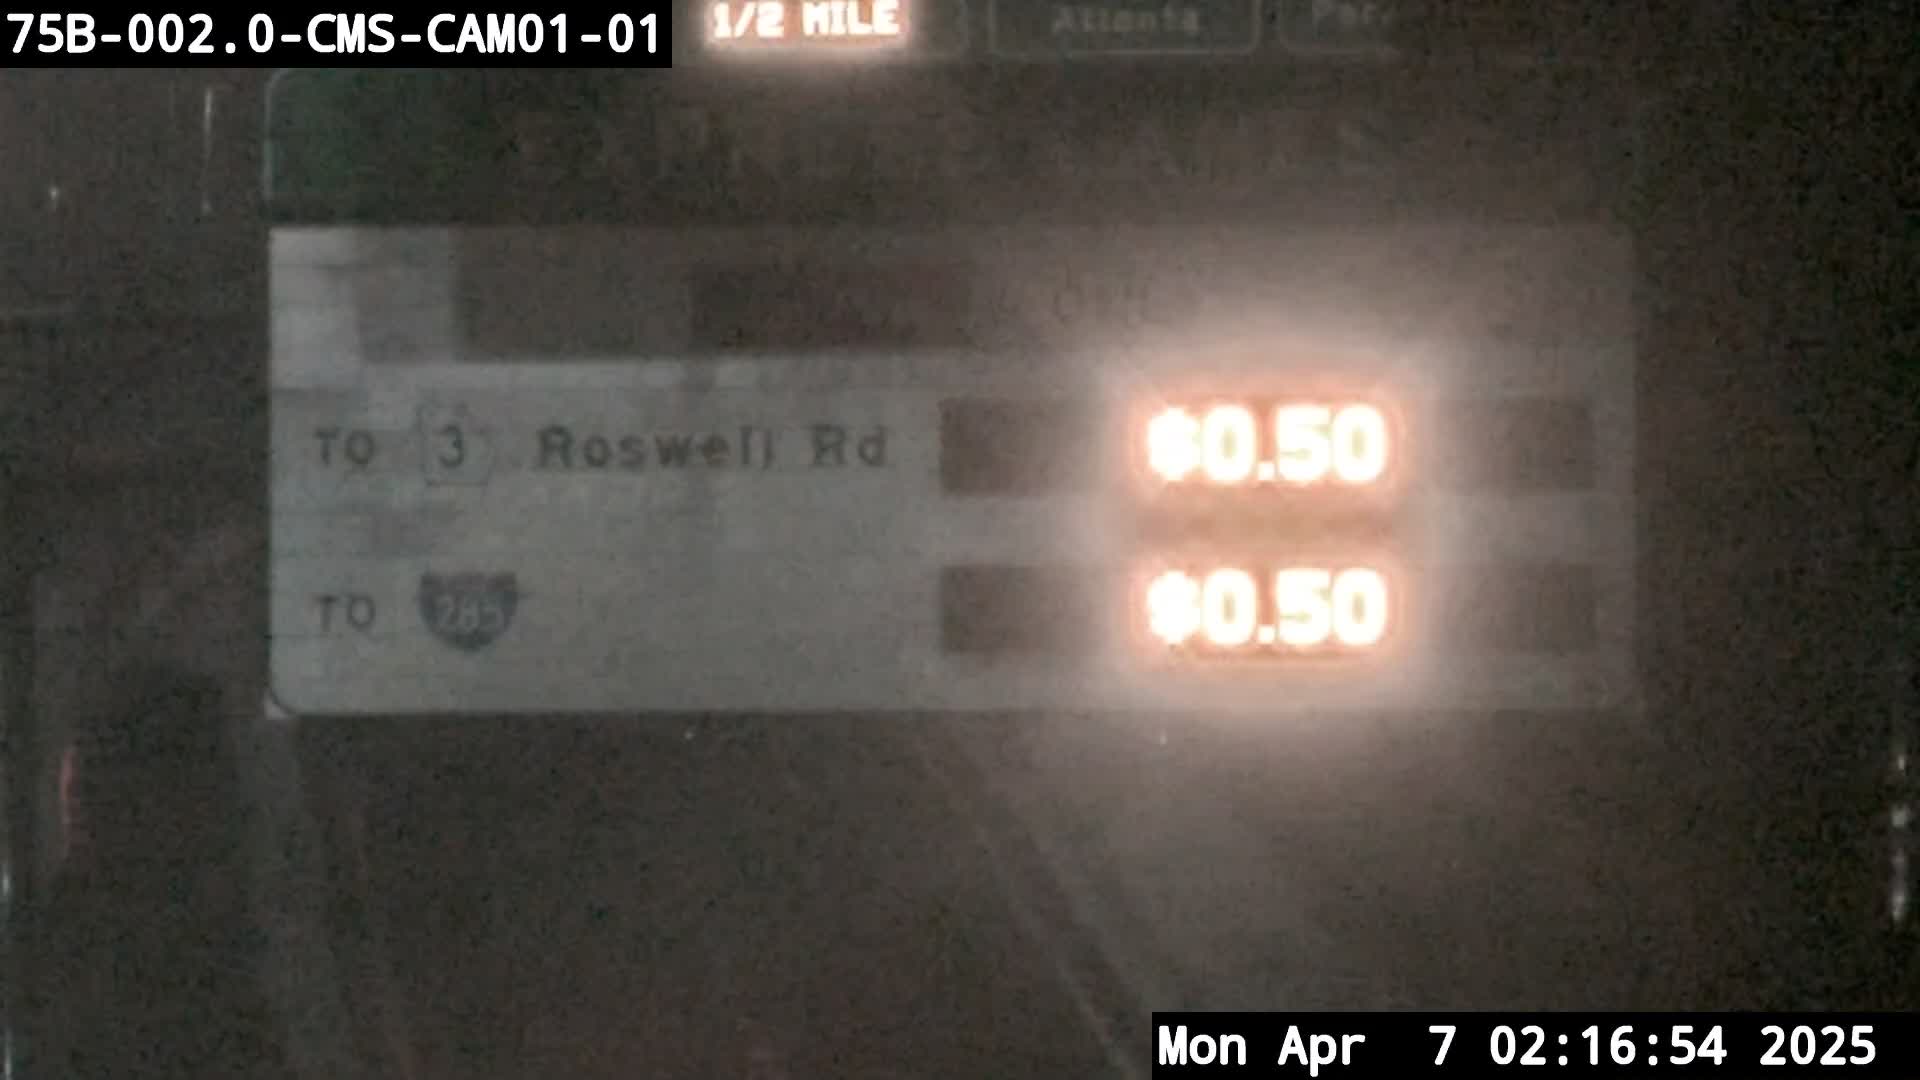 75B-002.0-CMS-CAM01-01
1/2 MILE
Atlanta
TO 3 Roswell Rd $0.50
TO 285 $0.50
Mon Apr 7 02:16:54 2025